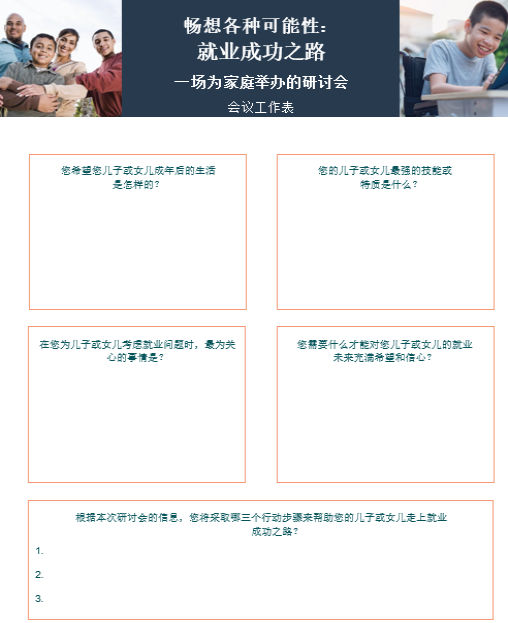 畅想各种可能性:
就业成功之路
一场为家庭举办的研讨会
会议工作表
您希望您儿子或女儿成年后的生活
是怎样的？
您的儿子或女儿最强的技能或
特质是什么？
在您为儿子或女儿考虑就业问题时，最为关
心的事情是？
您需要什么才能对您儿子或女儿的就业
未来充满希望和信心？
根据本次研讨会的信息，您将采取哪三个行动步骤来帮助您的儿子或女儿走上就业
成功之路？
1.
2.
3.